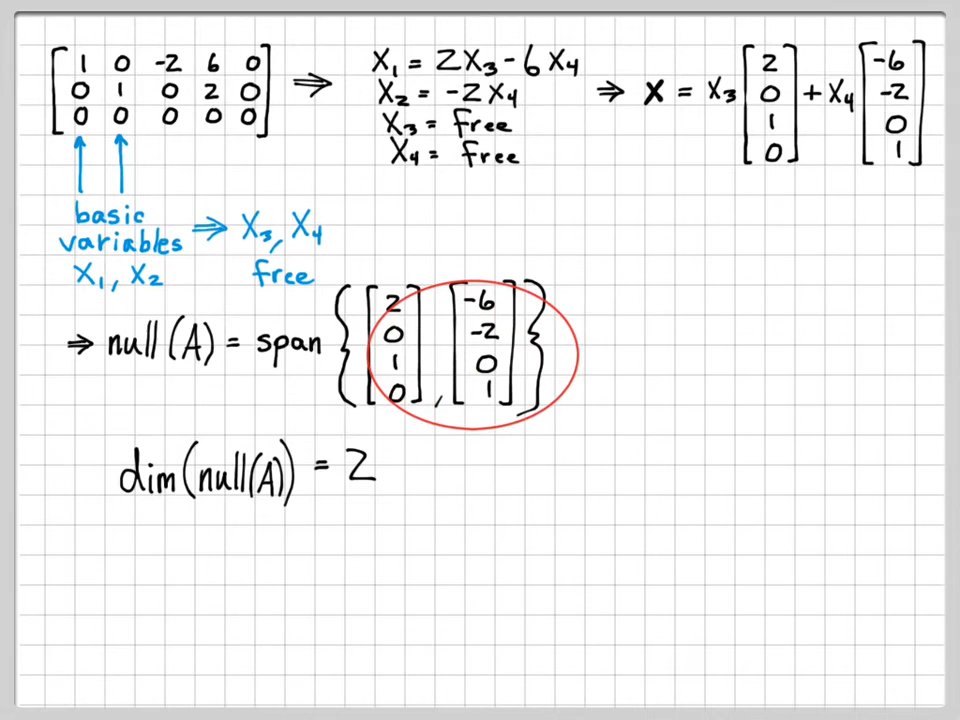 [1 0 -2 6 0; 0 1 0 2 0; 0 0 0 0 0] ⇒
X₁ = 2X₃ - 6X₄
X₂ = -2X₄
X₃ = free
X₄ = free
⇒ X = X₃ [2; 0; 1; 0] + X₄ [-6; -2; 0; 1]
basic
variables
X₁, X₂
⇒ X₃, X₄
free
⇒ null(A) = span {[2; 0; 1; 0], [-6; -2; 0; 1]}
dim(null(A)) = 2